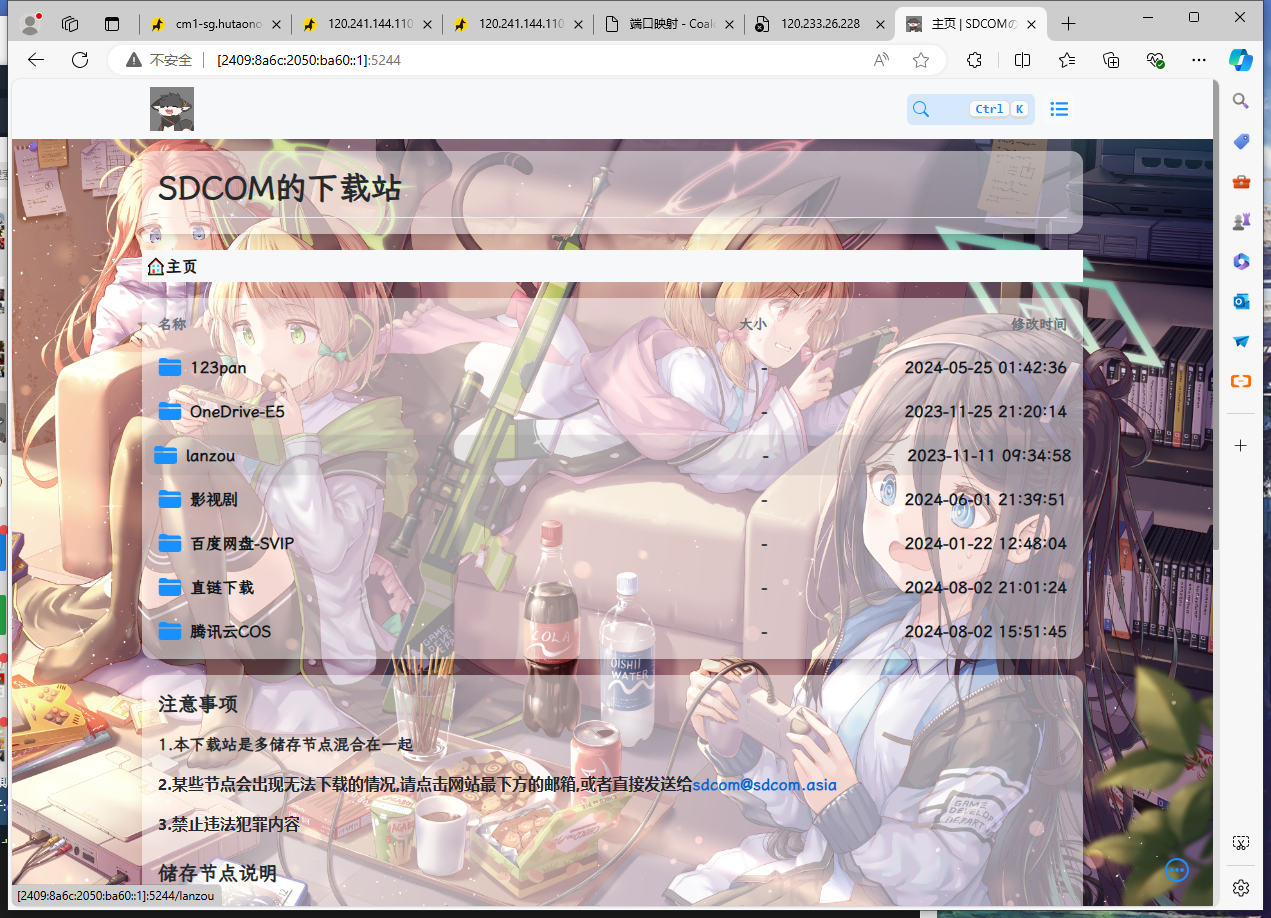 cm1-sg.hutaono
120.241.144.110
120.241.144.110
端口映射 - Coal
120.233.26.228
主页 | SDCOMの
不安全
[2409:8a6c:2050:ba60::1]:5244
Ctrl K
SDCOM的下载站
主页
名称 大小 修改时间
123pan - 2024-05-25 01:42:36
OneDrive-E5 - 2023-11-25 21:20:14
lanzou - 2023-11-11 09:34:58
影视剧 - 2024-06-01 21:39:51
百度网盘-SVIP - 2024-01-22 12:48:04
直链下载 - 2024-08-02 21:01:24
腾讯云COS - 2024-08-02 15:51:45
COLA
OISHII
WATER
注意事项
1.本下载站是多储存节点混合在一起
2.某些节点会出现无法下载的情况,请点击网站最下方的邮箱,或者直接发送给sdcom@sdcom.asia
3.禁止违法犯罪内容
GAME
DEVELOP
DEPART
储存节点说明
[2409:8a6c:2050:ba60::1]:5244/lanzou